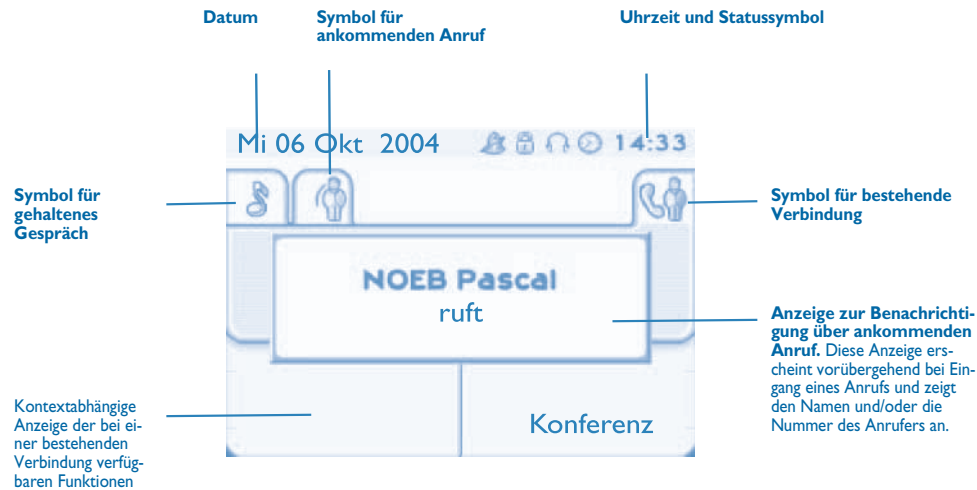 Datum
Symbol für
ankommenden Anruf
Uhrzeit und Statussymbol
Mi 06 Okt 2004
14:33
Symbol für
gehaltenes
Gespräch
Symbol für bestehende
Verbindung
NOEB Pascal
ruft
Anzeige zur Benachrichti-
gung über ankommenden
Anruf. Diese Anzeige ers-
cheint vorübergehend bei Ein-
gang eines Anrufs und zeigt
den Namen und/oder die
Nummer des Anrufers an.
Kontextabhängige
Anzeige der bei ei-
ner bestehenden
Verbindung verfüg-
baren Funktionen
Konferenz